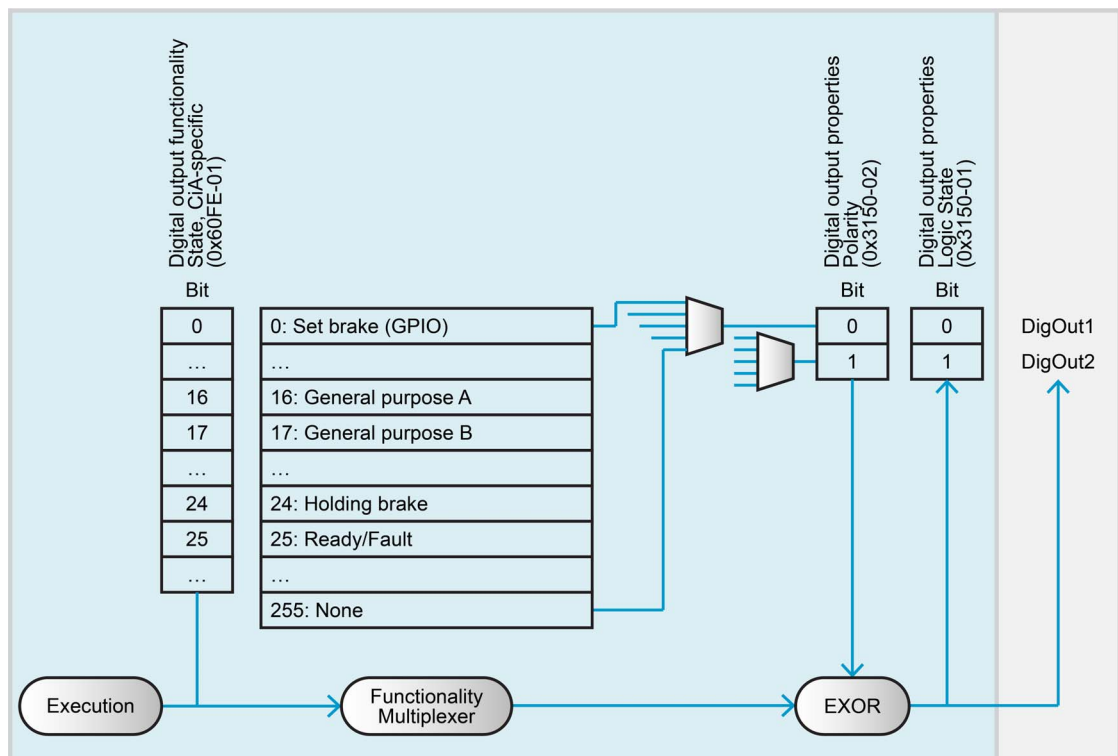 Digital output functionality
State, CiA-specific
(0x60FE-01)
Digital output properties
Polarity
(0x3150-02)
Digital output properties
Logic State
(0x3150-01)
Bit
Bit
Bit
0
0: Set brake (GPIO)
0
0
DigOut1
...
...
1
1
DigOut2
16
16: General purpose A
17
17: General purpose B
...
...
24
24: Holding brake
25
25: Ready/Fault
...
...
255: None
Execution
Functionality
Multiplexer
EXOR